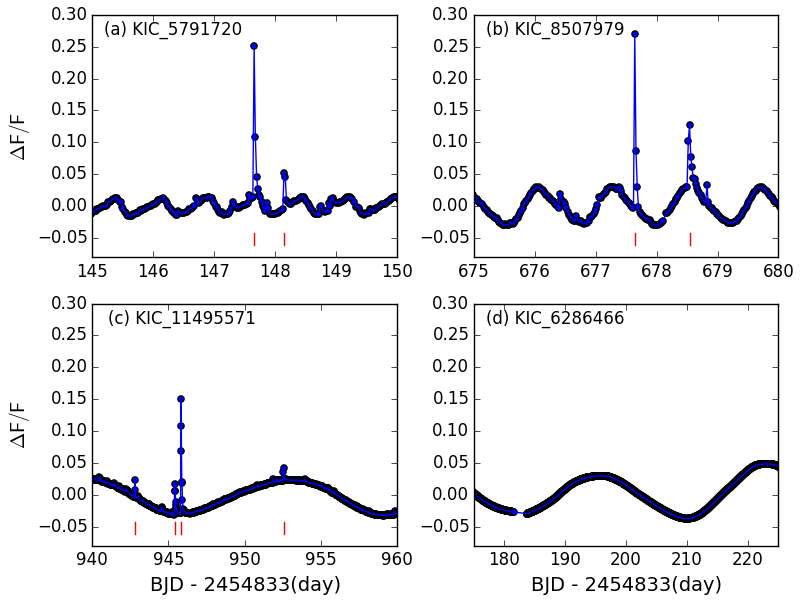 (a) KIC_5791720
0.30
0.25
0.20
0.15
0.10
0.05
0.00
−0.05
ΔF/F
145 146 147 148 149 150
(b) KIC_8507979
0.30
0.25
0.20
0.15
0.10
0.05
0.00
−0.05
675 676 677 678 679 680
(c) KIC_11495571
0.30
0.25
0.20
0.15
0.10
0.05
0.00
−0.05
ΔF/F
940 945 950 955 960
BJD - 2454833(day)
(d) KIC_6286466
0.30
0.25
0.20
0.15
0.10
0.05
0.00
−0.05
180 190 200 210 220
BJD - 2454833(day)